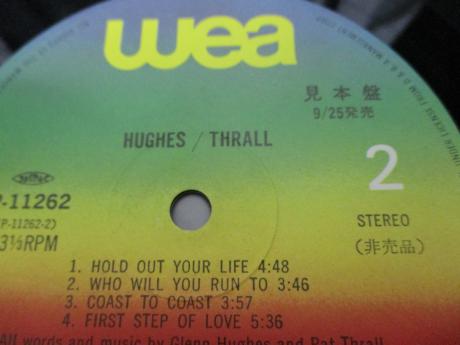 wea
見本盤
9/25発売
HUGHES / THRALL
2
P-11262
(P-11262-2)
3⅓RPM
STEREO
(非売品)
1. HOLD OUT YOUR LIFE 4:48
2. WHO WILL YOU RUN TO 3:46
3. COAST TO COAST 3:57
4. FIRST STEP OF LOVE 5:36
All words and music by Glenn Hughes and Pat Thrall
UNDER LICENSE FROM